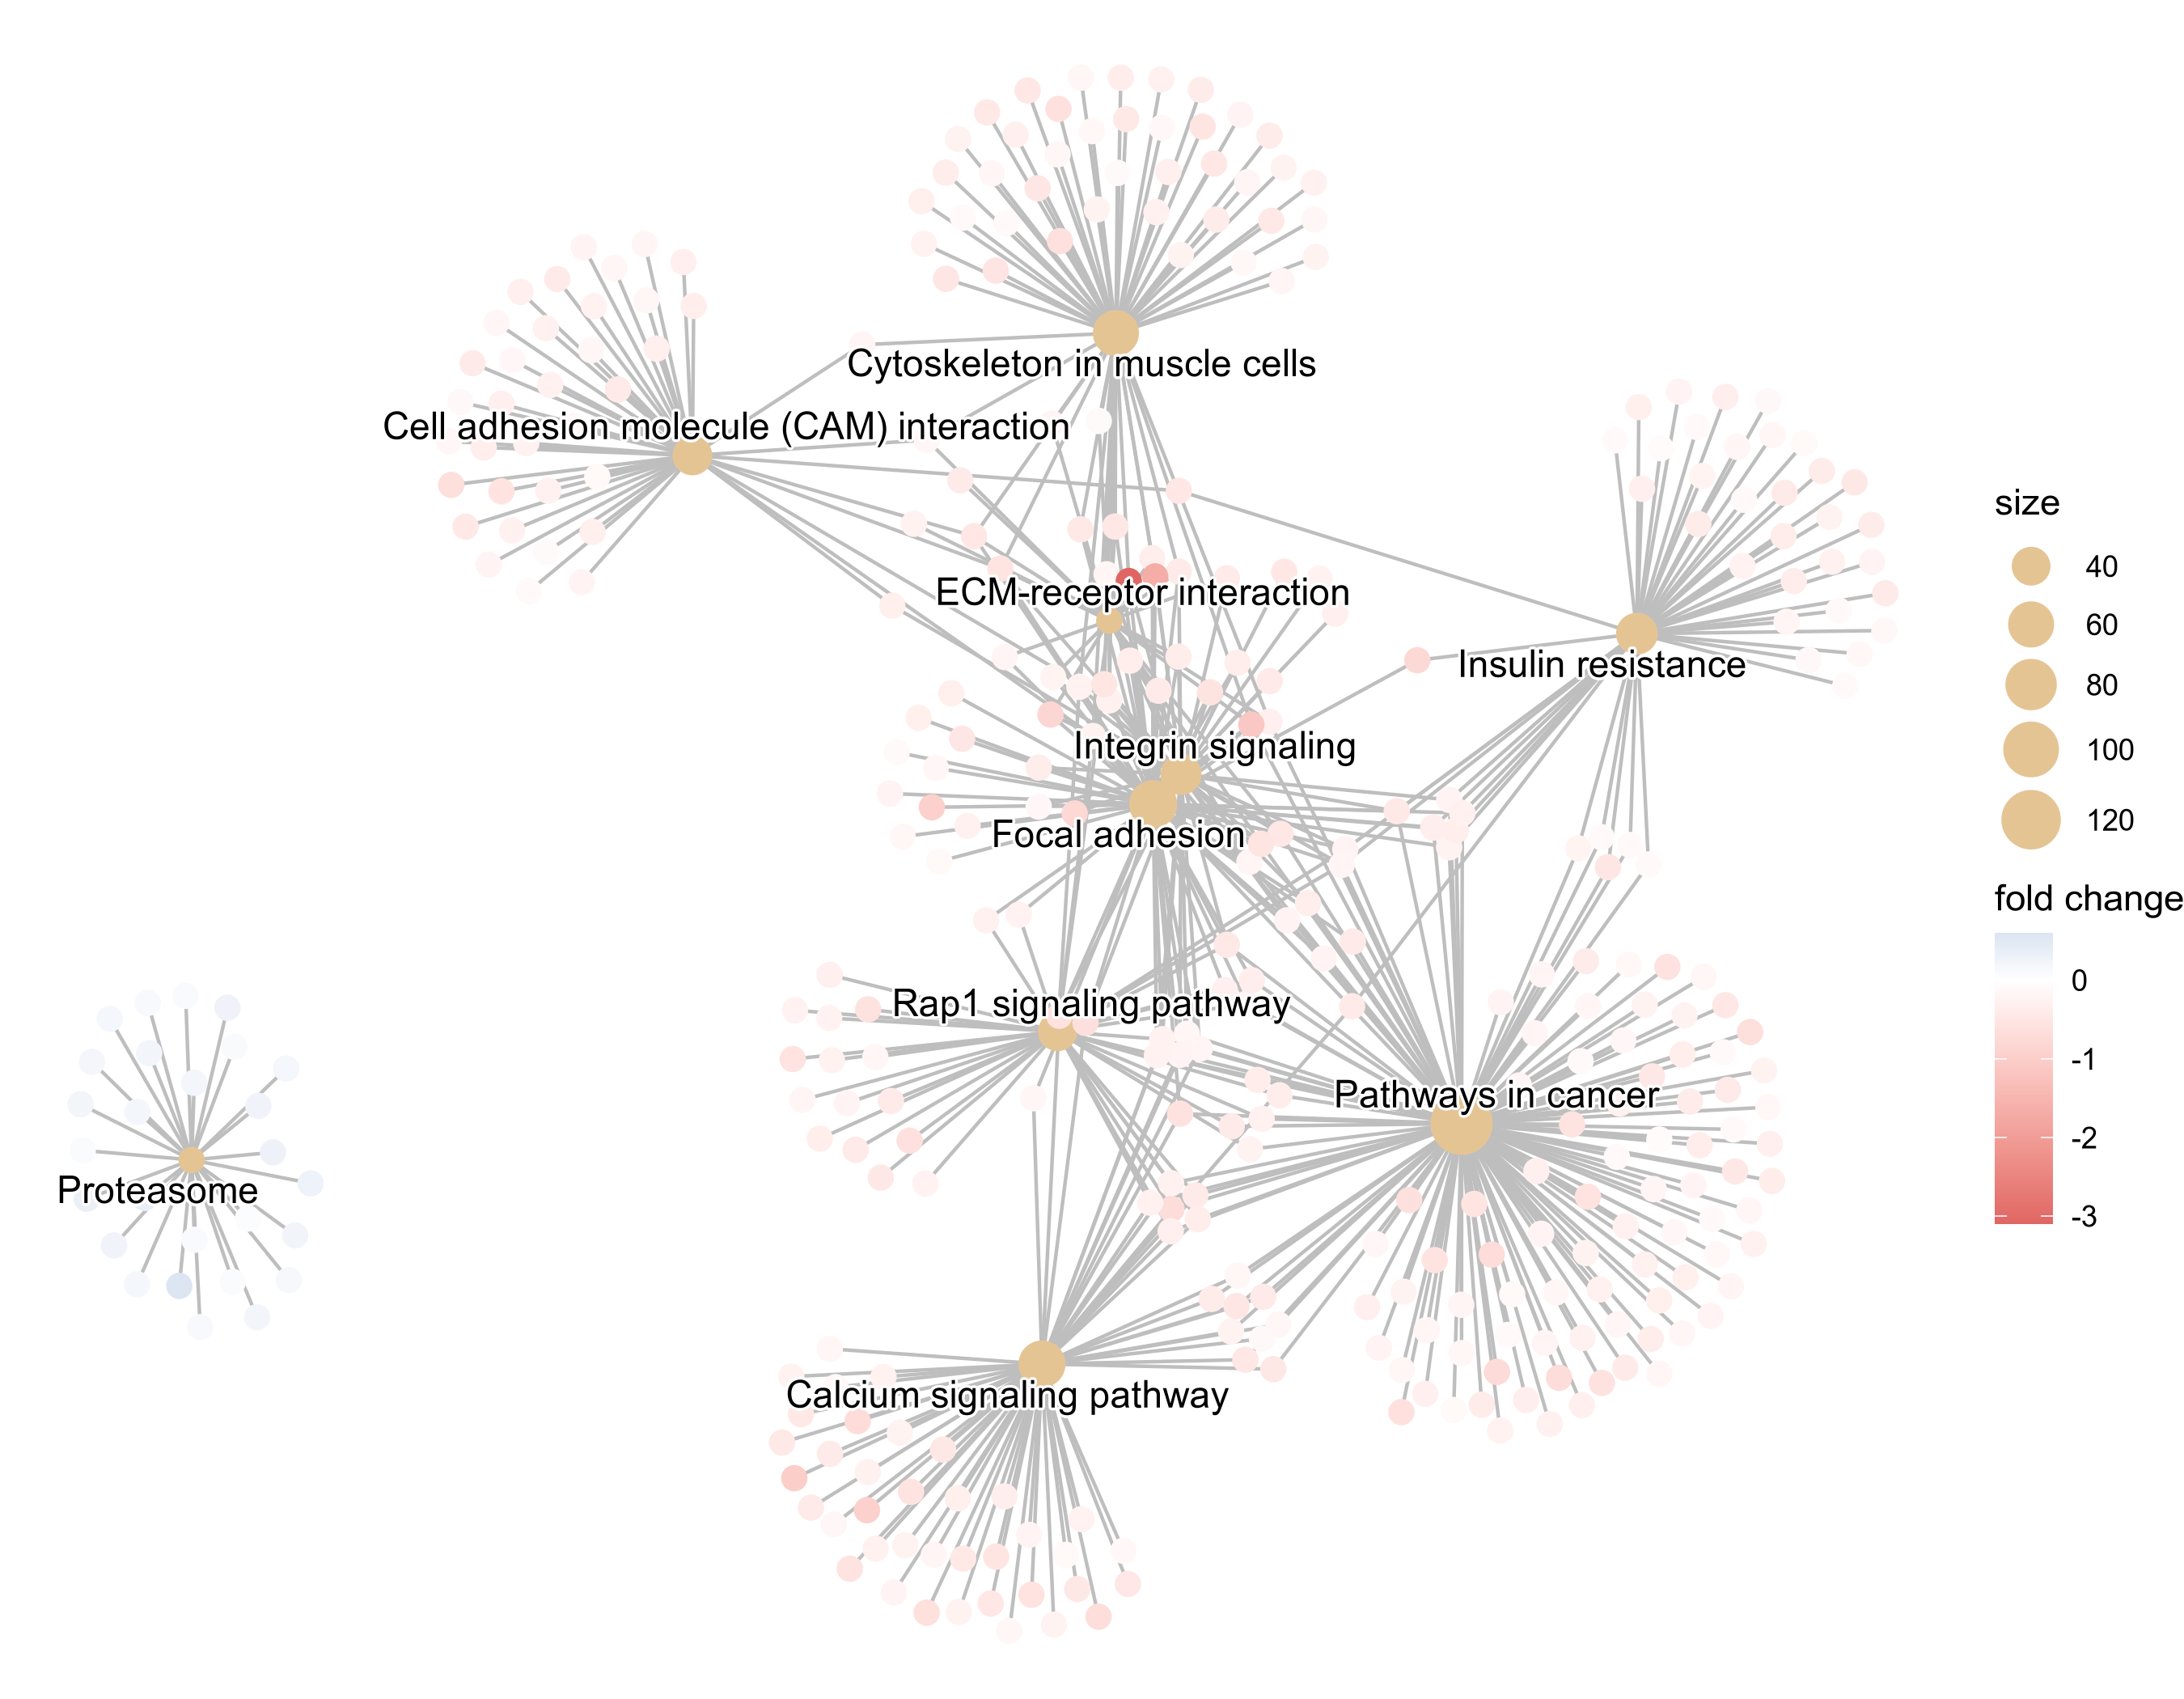 Cytoskeleton in muscle cells
Cell adhesion molecule (CAM) interaction
ECM-receptor interaction
Insulin resistance
Integrin signaling
Focal adhesion
Rap1 signaling pathway
Pathways in cancer
Proteasome
Calcium signaling pathway
size
40
60
80
100
120
fold change
0
-1
-2
-3